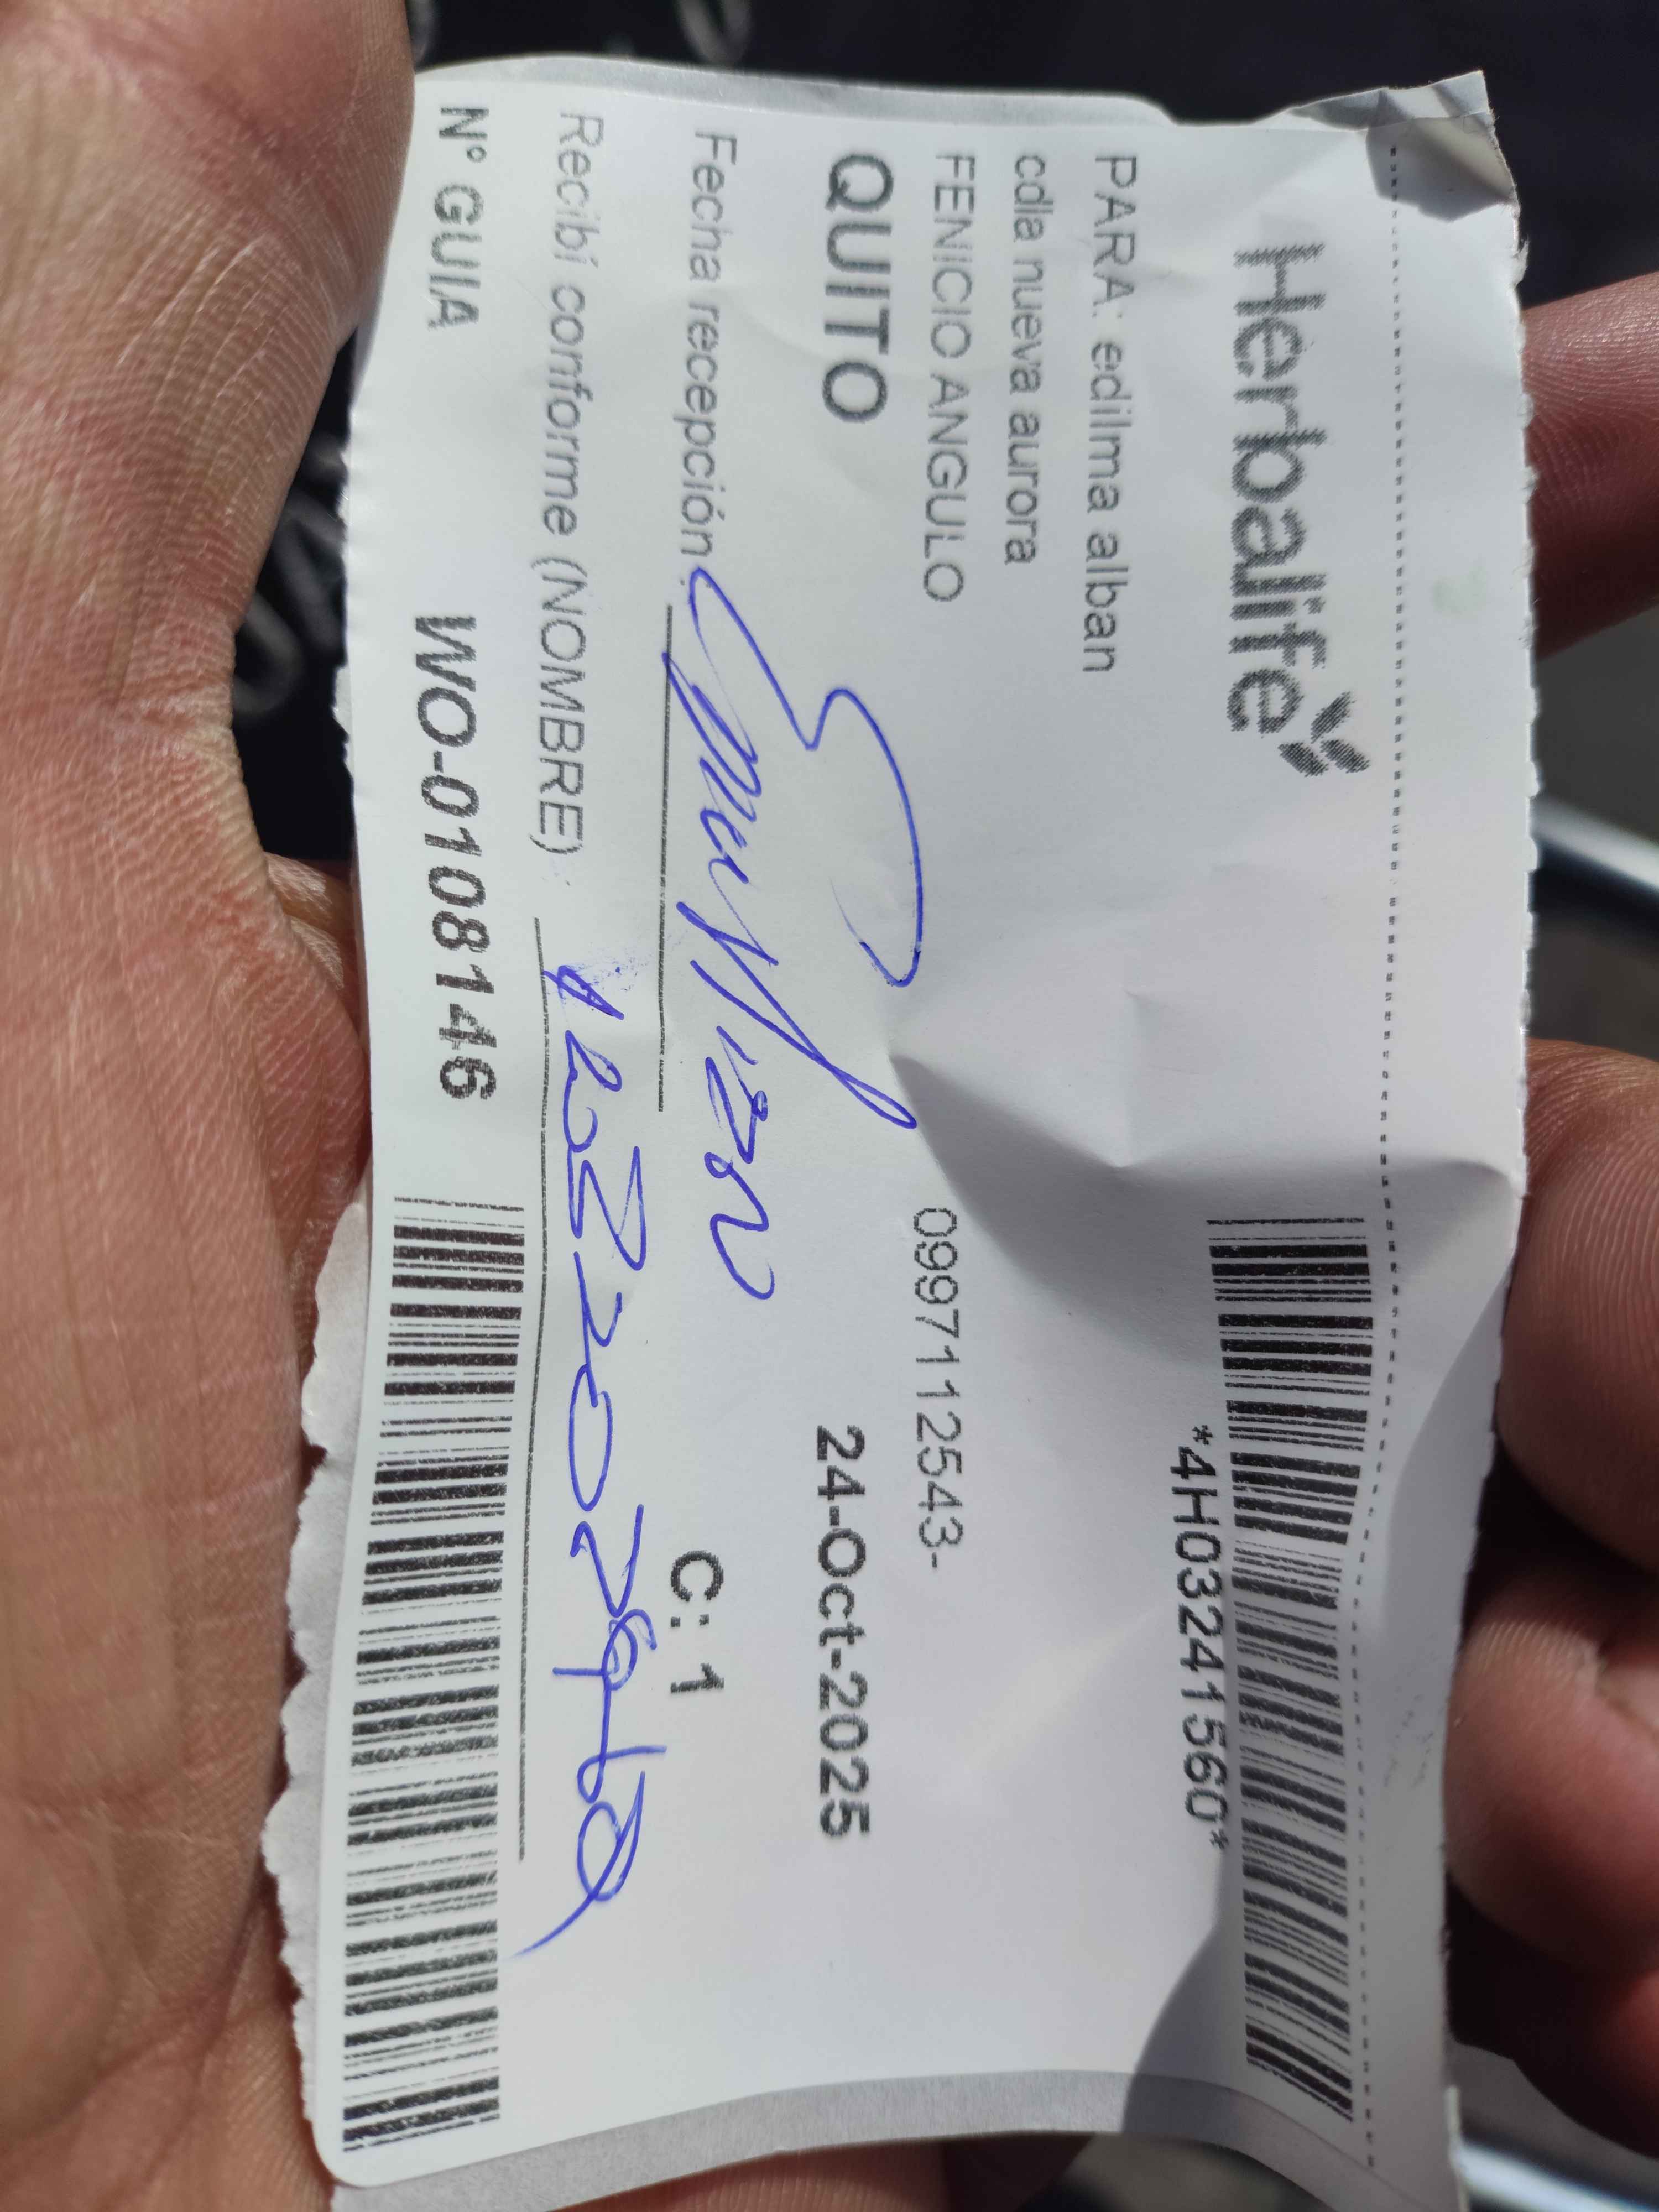 Herbalife
*4H03241560*
PARA: edilma alban
cdla nueva aurora
FENICIO ANGULO
0997112543-
QUITO
24-Oct-2025
Fecha recepción:
C: 1
Recibí conforme (NOMBRE)
N° GUIA
WO-0108146